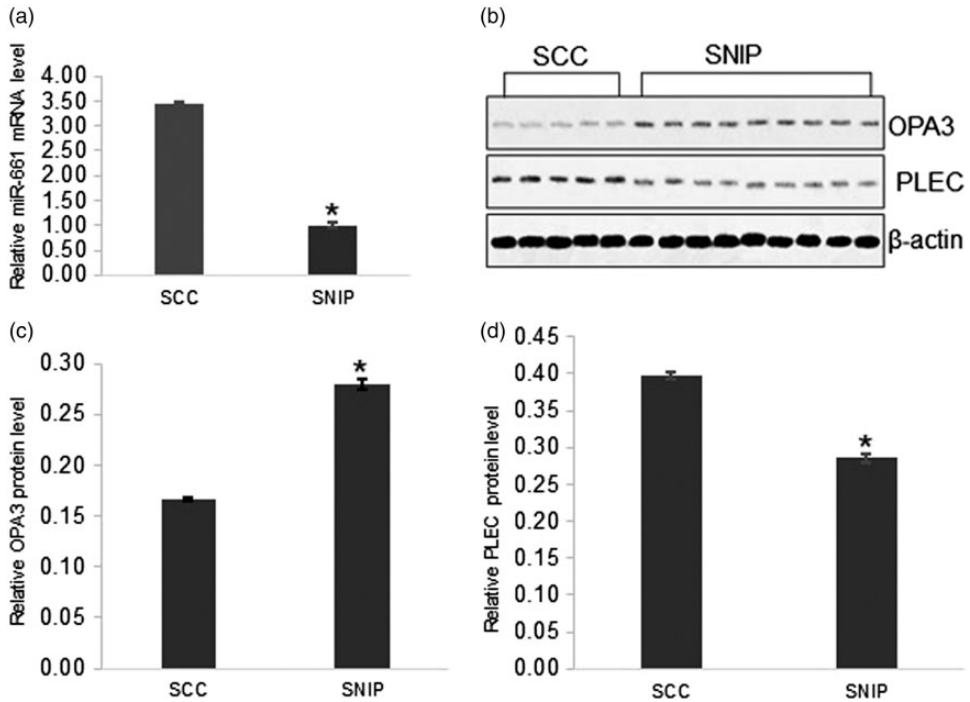 (a)
Relative miR-661 mRNA level
4.00
3.50
3.00
2.50
2.00
1.50
1.00
0.50
0.00
*
SCC
SNIP
(b)
SCC
SNIP
OPA3
PLEC
β-actin
(c)
Relative OPA3 protein level
0.30
0.25
0.20
0.15
0.10
0.05
0.00
*
SCC
SNIP
(d)
Relative PLEC protein level
0.45
0.40
0.35
0.30
0.25
0.20
0.15
0.10
0.05
0.00
*
SCC
SNIP